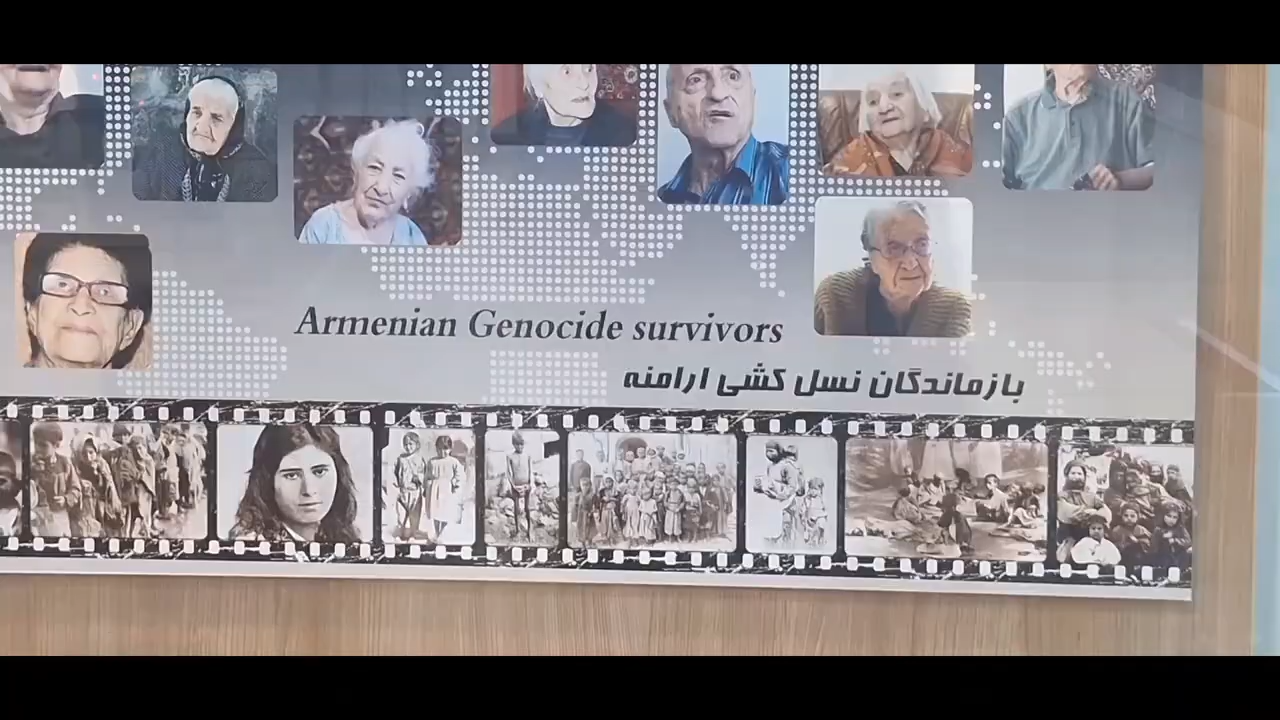 Armenian Genocide survivors
بازماندگان نسل کشی ارامنه